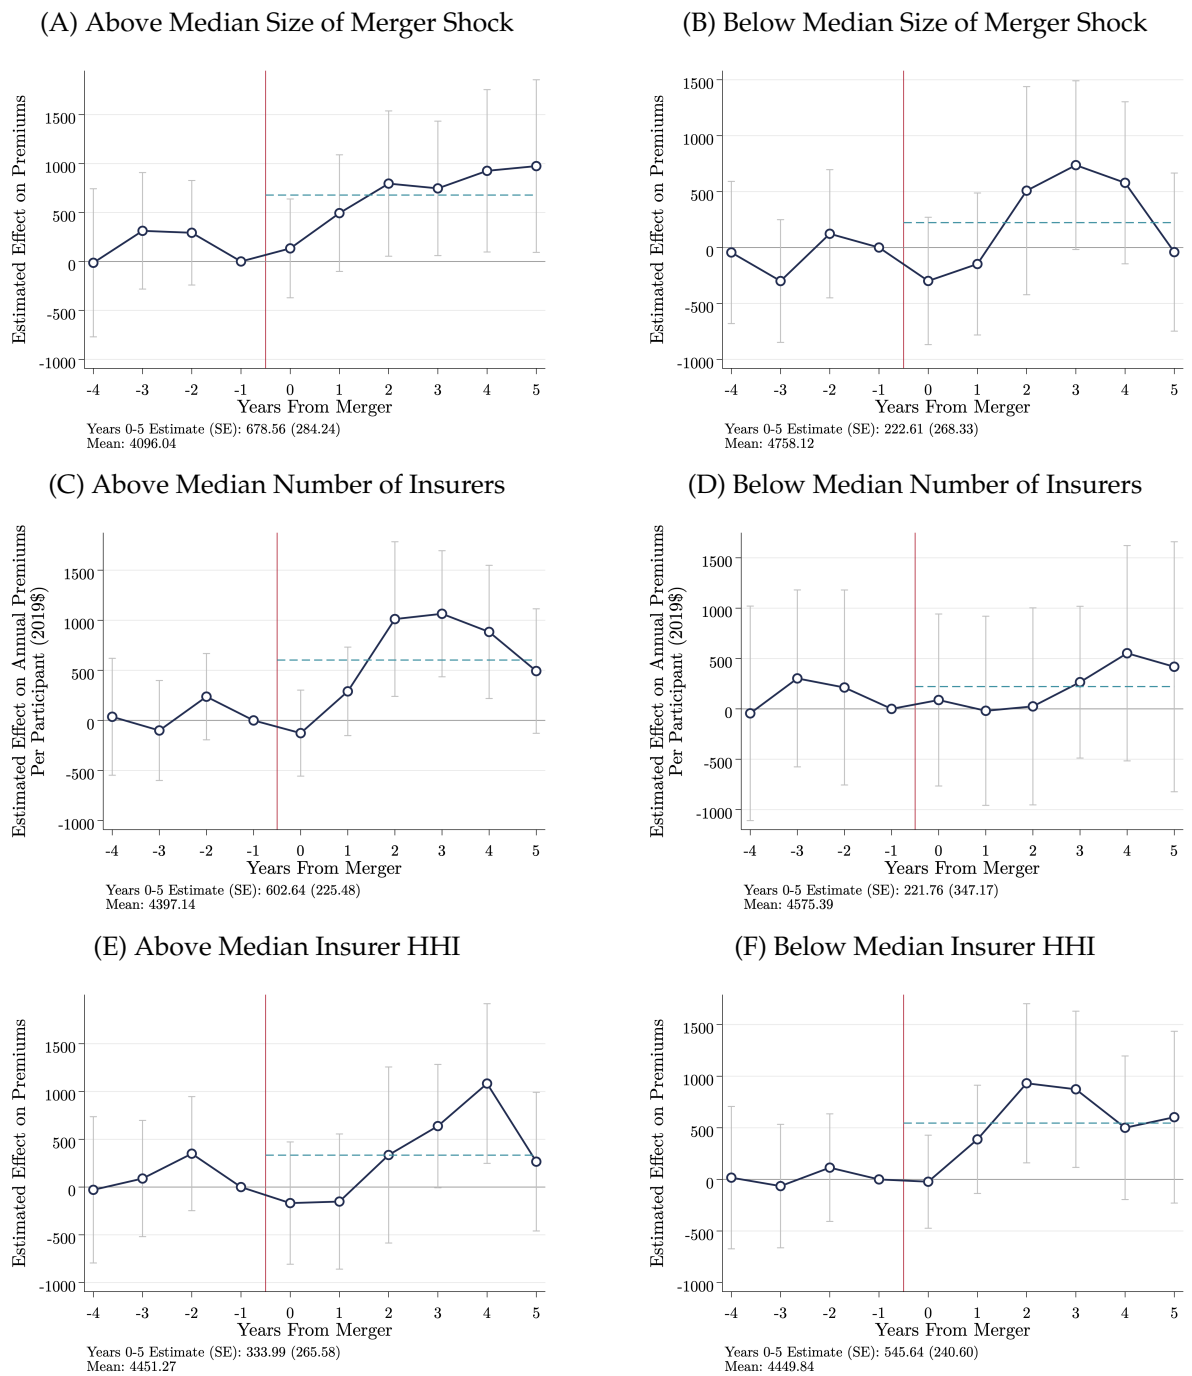 (A) Above Median Size of Merger Shock
Estimated Effect on Premiums
1500
1000
500
0
-500
-1000
-4 -3 -2 -1 0 1 2 3 4 5
Years From Merger
Years 0-5 Estimate (SE): 678.56 (284.24)
Mean: 4096.04
(B) Below Median Size of Merger Shock
Estimated Effect on Premiums
1500
1000
500
0
-500
-1000
-4 -3 -2 -1 0 1 2 3 4 5
Years From Merger
Years 0-5 Estimate (SE): 222.61 (268.33)
Mean: 4758.12
(C) Above Median Number of Insurers
Estimated Effect on Annual Premiums
Per Participant (2019$)
1500
1000
500
0
-500
-1000
-4 -3 -2 -1 0 1 2 3 4 5
Years From Merger
Years 0-5 Estimate (SE): 602.64 (225.48)
Mean: 4397.14
(D) Below Median Number of Insurers
Estimated Effect on Annual Premiums
Per Participant (2019$)
1500
1000
500
0
-500
-1000
-4 -3 -2 -1 0 1 2 3 4 5
Years From Merger
Years 0-5 Estimate (SE): 221.76 (347.17)
Mean: 4575.39
(E) Above Median Insurer HHI
Estimated Effect on Premiums
1500
1000
500
0
-500
-1000
-4 -3 -2 -1 0 1 2 3 4 5
Years From Merger
Years 0-5 Estimate (SE): 333.99 (265.58)
Mean: 4451.27
(F) Below Median Insurer HHI
Estimated Effect on Premiums
1500
1000
500
0
-500
-1000
-4 -3 -2 -1 0 1 2 3 4 5
Years From Merger
Years 0-5 Estimate (SE): 545.64 (240.60)
Mean: 4449.84